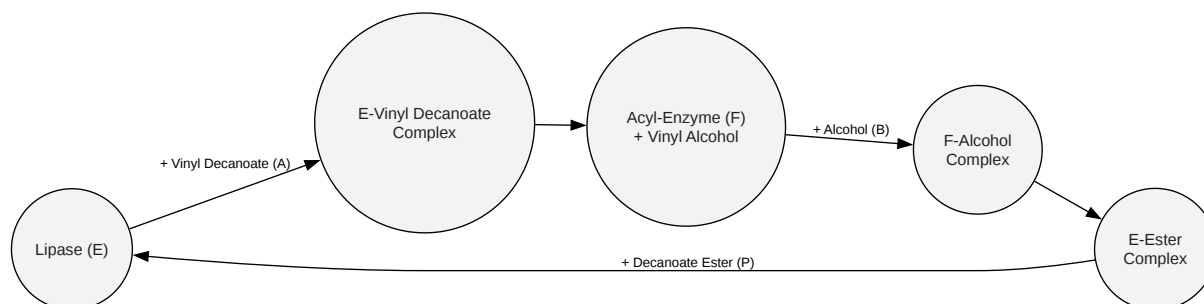 Lipase (E)
+ Vinyl Decanoate (A)
E-Vinyl Decanoate
Complex
Acyl-Enzyme (F)
+ Vinyl Alcohol
+ Alcohol (B)
F-Alcohol
Complex
E-Ester
Complex
+ Decanoate Ester (P)